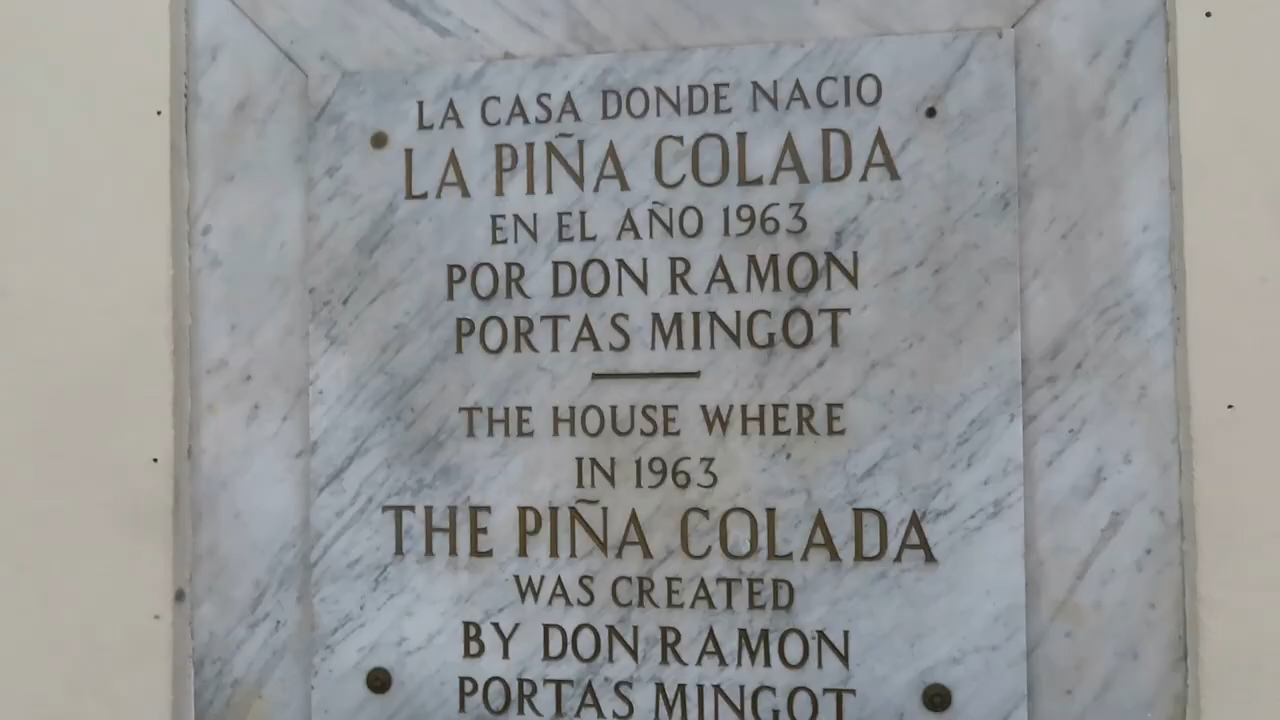 LA CASA DONDE NACIO
LA PIÑA COLADA
EN EL AÑO 1963
POR DON RAMON
PORTAS MINGOT
THE HOUSE WHERE
IN 1963
THE PIÑA COLADA
WAS CREATED
BY DON RAMON
PORTAS MINGOT